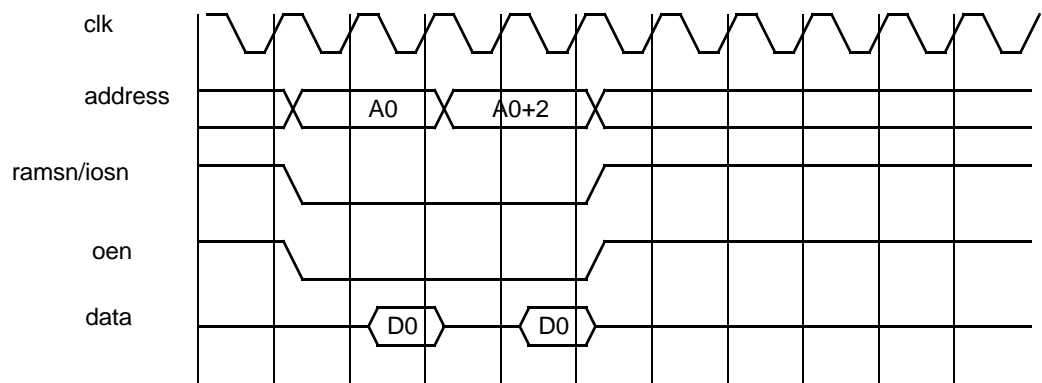 clk
address
A0
A0+2
ramsn/iosn
oen
data
D0
D0